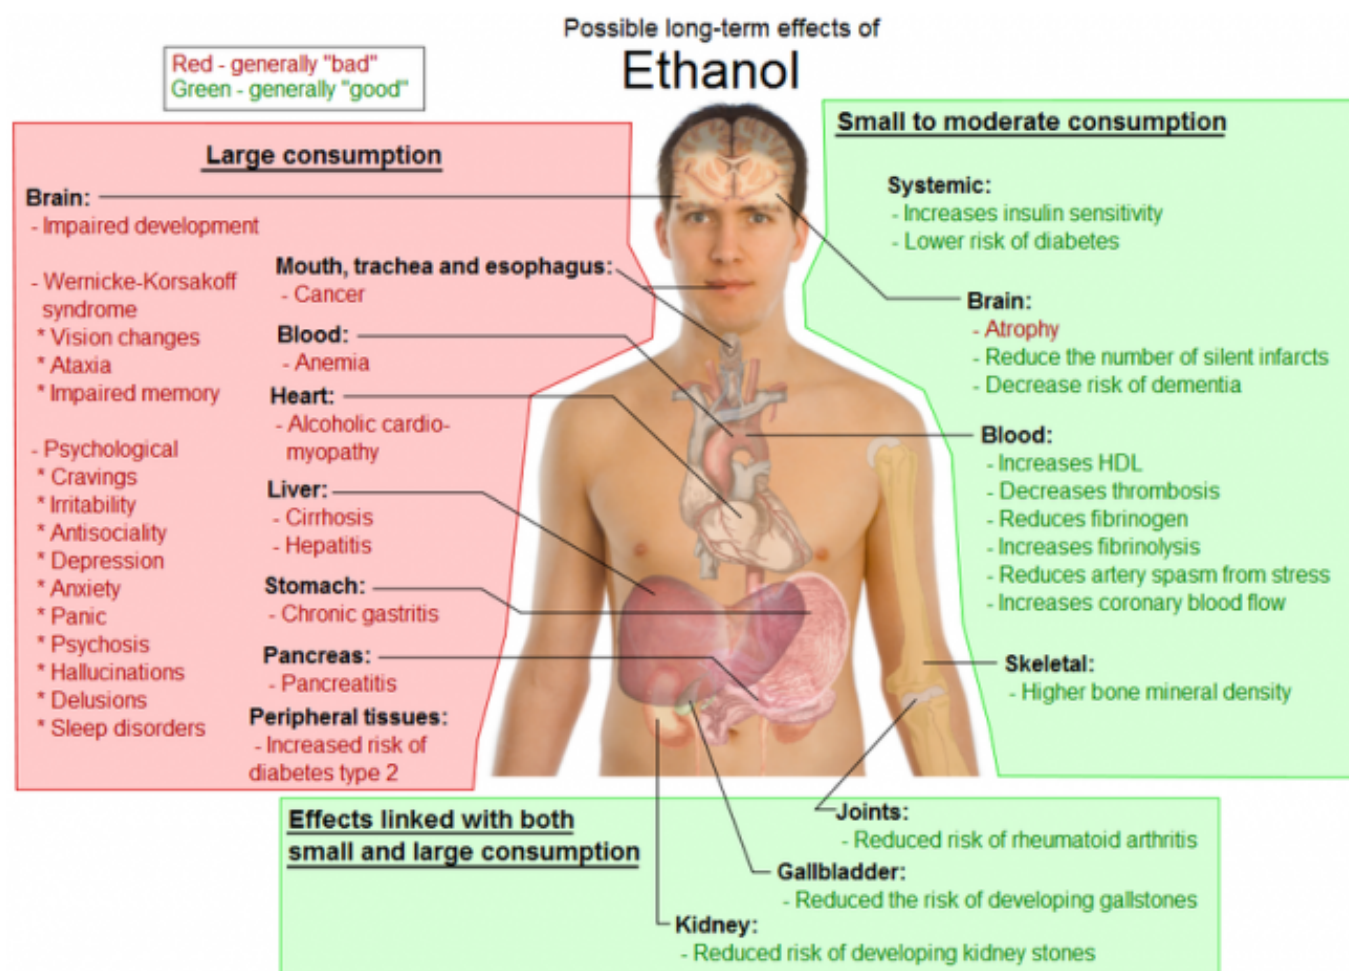 Possible long-term effects of
Ethanol
Red - generally "bad"
Green - generally "good"
Large consumption
Brain:
- Impaired development
- Wernicke-Korsakoff
syndrome
* Vision changes
* Ataxia
* Impaired memory
- Psychological
* Cravings
* Irritability
* Antisociality
* Depression
* Anxiety
* Panic
* Psychosis
* Hallucinations
* Delusions
* Sleep disorders
Mouth, trachea and esophagus:
- Cancer
Blood:
- Anemia
Heart:
- Alcoholic cardio-
myopathy
Liver:
- Cirrhosis
- Hepatitis
Stomach:
- Chronic gastritis
Pancreas:
- Pancreatitis
Peripheral tissues:
- Increased risk of
diabetes type 2
Small to moderate consumption
Systemic:
- Increases insulin sensitivity
- Lower risk of diabetes
Brain:
- Atrophy
- Reduce the number of silent infarcts
- Decrease risk of dementia
Blood:
- Increases HDL
- Decreases thrombosis
- Reduces fibrinogen
- Increases fibrinolysis
- Reduces artery spasm from stress
- Increases coronary blood flow
Skeletal:
- Higher bone mineral density
Effects linked with both
small and large consumption
Joints:
- Reduced risk of rheumatoid arthritis
Gallbladder:
- Reduced the risk of developing gallstones
Kidney:
- Reduced risk of developing kidney stones